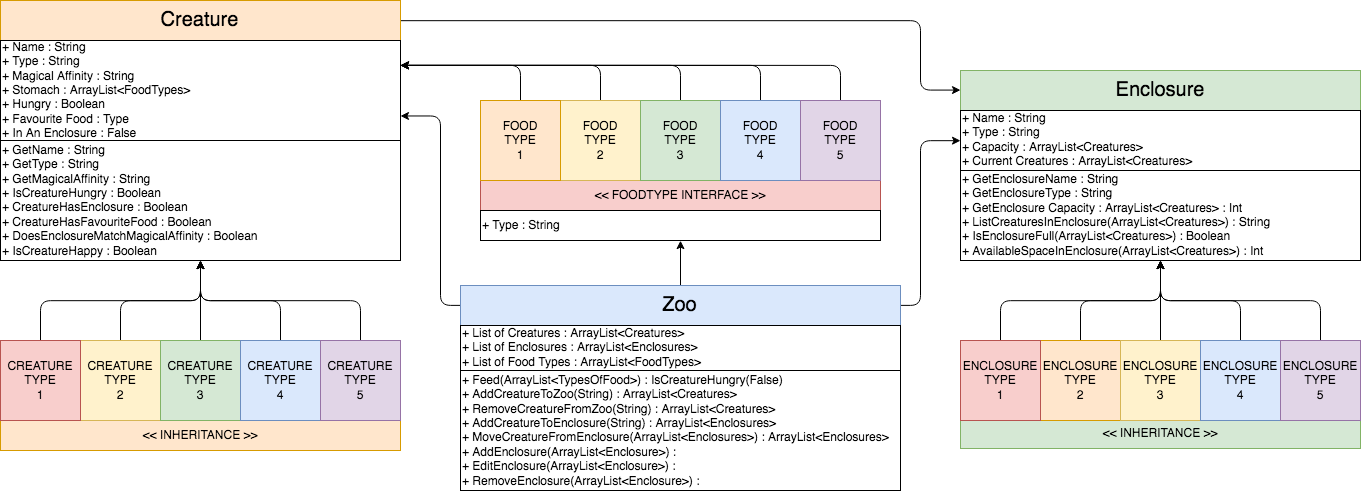 Creature
+ Name : String
+ Type : String
+ Magical Affinity : String
+ Stomach : ArrayList<FoodTypes>
+ Hungry : Boolean
+ Favourite Food : Type
+ In An Enclosure : False
+ GetName : String
+ GetType : String
+ GetMagicalAffinity : String
+ IsCreatureHungry : Boolean
+ CreatureHasEnclosure : Boolean
+ CreatureHasFavouriteFood : Boolean
+ DoesEnclosureMatchMagicalAffinity : Boolean
+ IsCreatureHappy : Boolean
CREATURE
TYPE
1
CREATURE
TYPE
2
CREATURE
TYPE
3
CREATURE
TYPE
4
CREATURE
TYPE
5
<< INHERITANCE >>
FOOD
TYPE
1
FOOD
TYPE
2
FOOD
TYPE
3
FOOD
TYPE
4
FOOD
TYPE
5
<< FOODTYPE INTERFACE >>
+ Type : String
Zoo
+ List of Creatures : ArrayList<Creatures>
+ List of Enclosures : ArrayList<Enclosures>
+ List of Food Types : ArrayList<FoodTypes>
+ Feed(ArrayList<TypesOfFood>) : IsCreatureHungry(False)
+ AddCreatureToZoo(String) : ArrayList<Creatures>
+ RemoveCreatureFromZoo(String) : ArrayList<Creatures>
+ AddCreatureToEnclosure(String) : ArrayList<Enclosures>
+ MoveCreatureFromEnclosure(ArrayList<Enclosures>) : ArrayList<Enclosures>
+ AddEnclosure(ArrayList<Enclosure>) :
+ EditEnclosure(ArrayList<Enclosure>) :
+ RemoveEnclosure(ArrayList<Enclosure>) :
Enclosure
+ Name : String
+ Type : String
+ Capacity : ArrayList<Creatures>
+ Current Creatures : ArrayList<Creatures>
+ GetEnclosureName : String
+ GetEnclosureType : String
+ GetEnclosure Capacity : ArrayList<Creatures> : Int
+ ListCreaturesInEnclosure(ArrayList<Creatures>) : String
+ IsEnclosureFull(ArrayList<Creatures>) : Boolean
+ AvailableSpaceInEnclosure(ArrayList<Creatures>) : Int
ENCLOSURE
TYPE
1
ENCLOSURE
TYPE
2
ENCLOSURE
TYPE
3
ENCLOSURE
TYPE
4
ENCLOSURE
TYPE
5
<< INHERITANCE >>